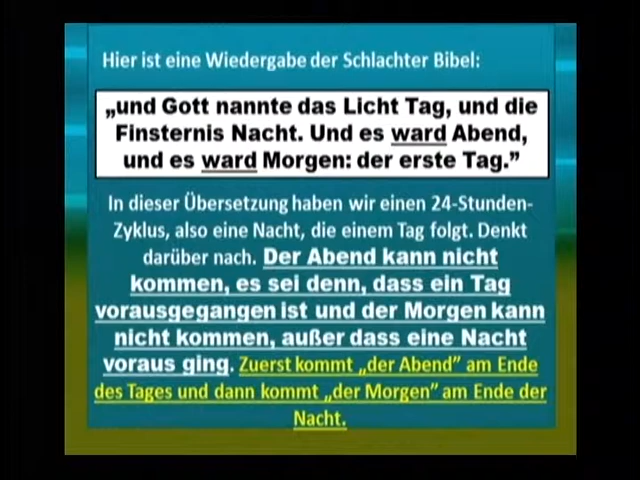 Hier ist eine Wiedergabe der Schlachter Bibel:
„und Gott nannte das Licht Tag, und die
Finsternis Nacht. Und es ward Abend,
und es ward Morgen: der erste Tag.”
In dieser Übersetzung haben wir einen 24-Stunden-
Zyklus, also eine Nacht, die einem Tag folgt. Denkt
darüber nach. Der Abend kann nicht
kommen, es sei denn, dass ein Tag
vorausgegangen ist und der Morgen kann
nicht kommen, außer dass eine Nacht
voraus ging. Zuerst kommt „der Abend” am Ende
des Tages und dann kommt „der Morgen” am Ende der
Nacht.